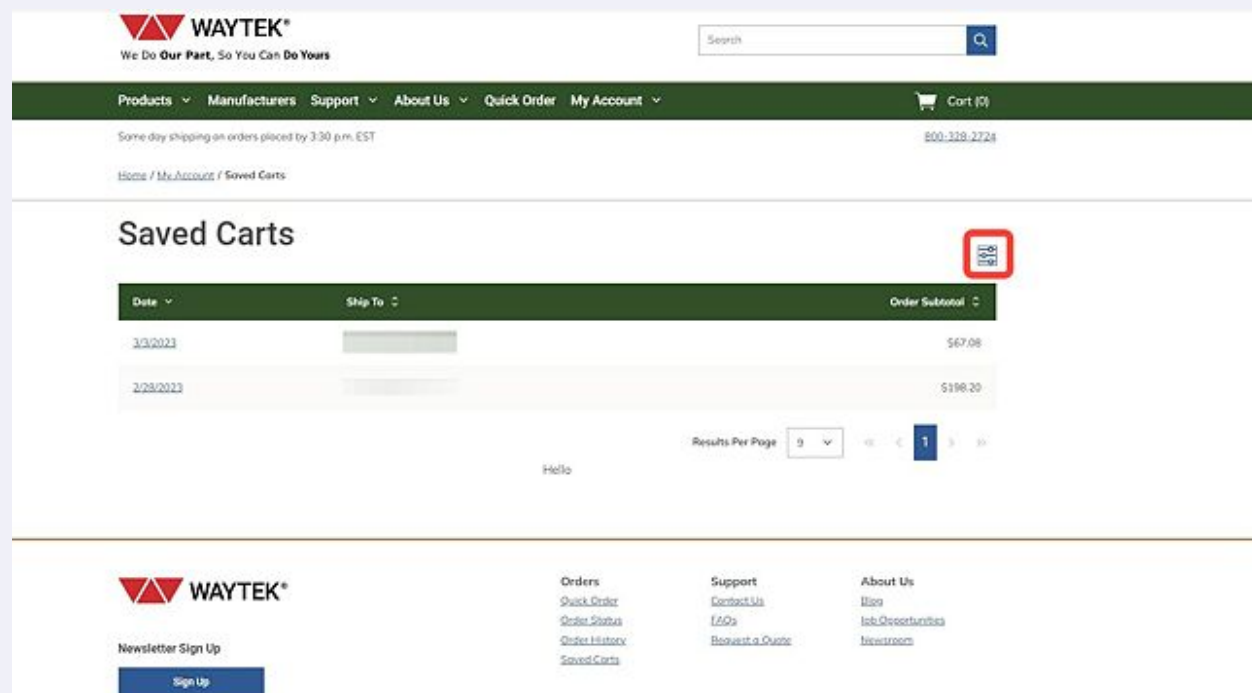 WAYTEK®
We Do Our Part, So You Can Do Yours
Search
Products Manufacturers Support About Us Quick Order My Account Cart (0)
Same day shipping on orders placed by 3:30 p.m. EST 800-328-2724
Home / My Account / Saved Carts
Saved Carts
Date Ship To Order Subtotal
3/3/2023 $67.08
2/28/2023 $198.20
Results Per Page 9 « < 1 > »
Hello
WAYTEK®
Orders Support About Us
Quick Order Contact Us Blog
Order Status FAQs Job Opportunities
Order History Request a Quote Newsroom
Saved Carts
Newsletter Sign Up
Sign Up